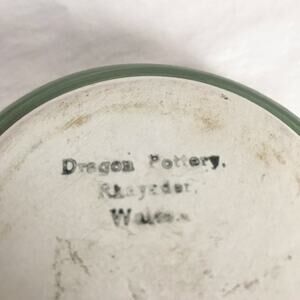 Dragon Pottery,
Rhayader,
Wales.